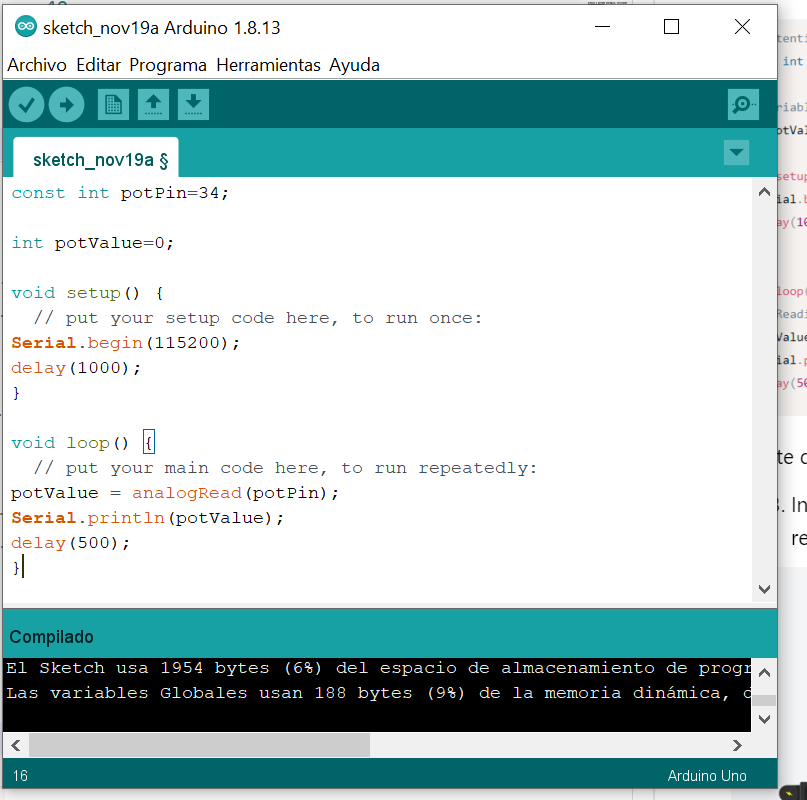 sketch_nov19a Arduino 1.8.13
Archivo Editar Programa Herramientas Ayuda
sketch_nov19a §
const int potPin=34;
int potValue=0;
void setup() {
// put your setup code here, to run once:
Serial.begin(115200);
delay(1000);
}
void loop() {
// put your main code here, to run repeatedly:
potValue = analogRead(potPin);
Serial.println(potValue);
delay(500);
}
Compilado
El Sketch usa 1954 bytes (6%) del espacio de almacenamiento de progr
Las variables Globales usan 188 bytes (9%) de la memoria dinámica, d
16
Arduino Uno
int
setup
loop(